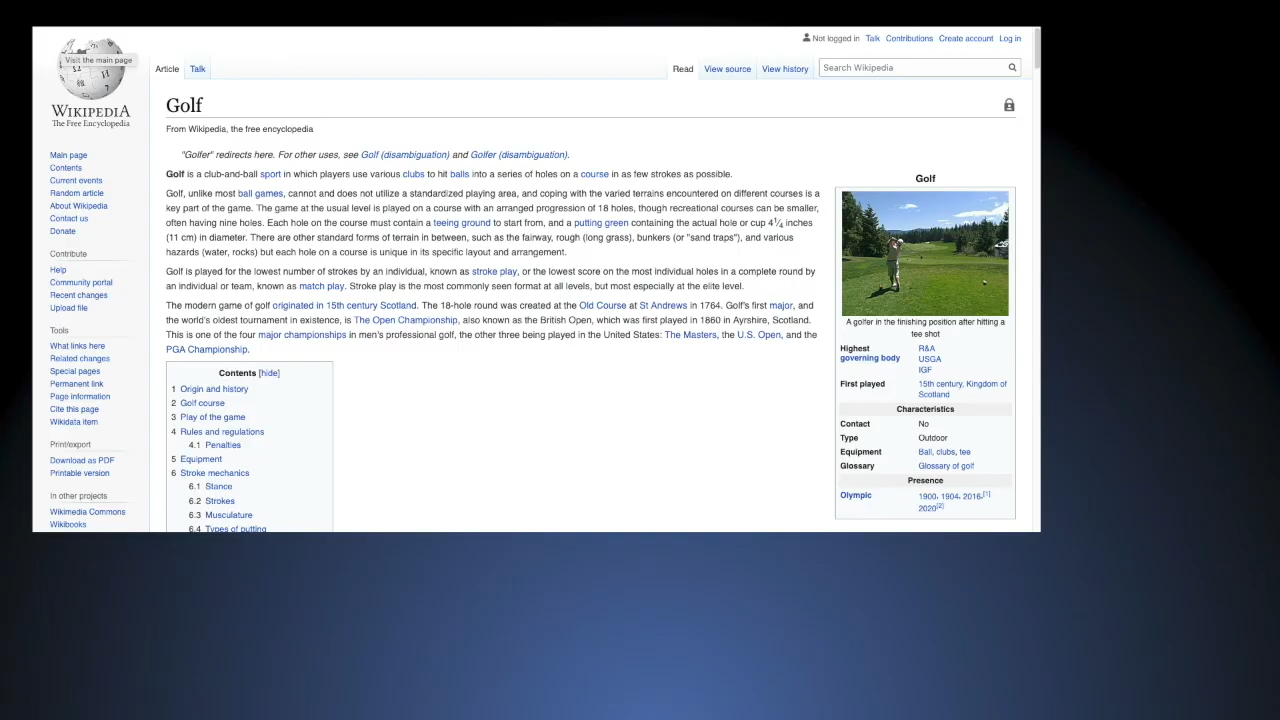 Not logged in Talk Contributions Create account Log in
Visit the main page
WIKIPEDIA
The Free Encyclopedia
Article Talk
Read View source View history Search Wikipedia
Main page
Contents
Current events
Random article
About Wikipedia
Contact us
Donate
Contribute
Help
Community portal
Recent changes
Upload file
Tools
What links here
Related changes
Special pages
Permanent link
Page information
Cite this page
Wikidata item
Print/export
Download as PDF
Printable version
In other projects
Wikimedia Commons
Wikibooks
Golf
From Wikipedia, the free encyclopedia
"Golfer" redirects here. For other uses, see Golf (disambiguation) and Golfer (disambiguation).
Golf is a club-and-ball sport in which players use various clubs to hit balls into a series of holes on a course in as few strokes as possible.
Golf, unlike most ball games, cannot and does not utilize a standardized playing area, and coping with the varied terrains encountered on different courses is a
key part of the game. The game at the usual level is played on a course with an arranged progression of 18 holes, though recreational courses can be smaller,
often having nine holes. Each hole on the course must contain a teeing ground to start from, and a putting green containing the actual hole or cup 4 1⁄4 inches
(11 cm) in diameter. There are other standard forms of terrain in between, such as the fairway, rough (long grass), bunkers (or "sand traps"), and various
hazards (water, rocks) but each hole on a course is unique in its specific layout and arrangement.
Golf is played for the lowest number of strokes by an individual, known as stroke play, or the lowest score on the most individual holes in a complete round by
an individual or team, known as match play. Stroke play is the most commonly seen format at all levels, but most especially at the elite level.
The modern game of golf originated in 15th century Scotland. The 18-hole round was created at the Old Course at St Andrews in 1764. Golf's first major, and
the world's oldest tournament in existence, is The Open Championship, also known as the British Open, which was first played in 1860 in Ayrshire, Scotland.
This is one of the four major championships in men's professional golf, the other three being played in the United States: The Masters, the U.S. Open, and the
PGA Championship.
Contents [hide]
1 Origin and history
2 Golf course
3 Play of the game
4 Rules and regulations
4.1 Penalties
5 Equipment
6 Stroke mechanics
6.1 Stance
6.2 Strokes
6.3 Musculature
6.4 Types of putting
Golf
A golfer in the finishing position after hitting a
tee shot
Highest governing body R&A
USGA
IGF
First played 15th century, Kingdom of
Scotland
Characteristics
Contact No
Type Outdoor
Equipment Ball, clubs, tee
Glossary Glossary of golf
Presence
Olympic 1900, 1904, 2016,[1]
2020[2]